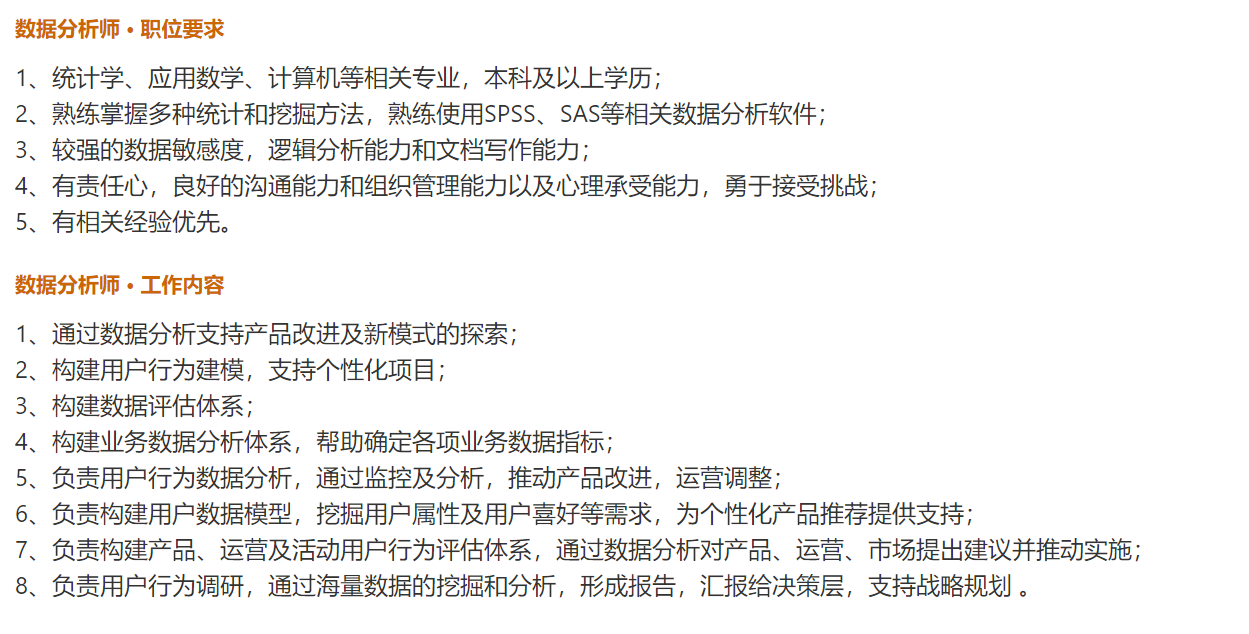 数据分析师 • 职位要求
1、统计学、应用数学、计算机等相关专业，本科及以上学历；
2、熟练掌握多种统计和挖掘方法，熟练使用SPSS、SAS等相关数据分析软件；
3、较强的数据敏感度，逻辑分析能力和文档写作能力；
4、有责任心，良好的沟通能力和组织管理能力以及心理承受能力，勇于接受挑战；
5、有相关经验优先。
数据分析师 • 工作内容
1、通过数据分析支持产品改进及新模式的探索；
2、构建用户行为建模，支持个性化项目；
3、构建数据评估体系；
4、构建业务数据分析体系，帮助确定各项业务数据指标；
5、负责用户行为数据分析，通过监控及分析，推动产品改进，运营调整；
6、负责构建用户数据模型，挖掘用户属性及用户喜好等需求，为个性化产品推荐提供支持；
7、负责构建产品、运营及活动用户行为评估体系，通过数据分析对产品、运营、市场提出建议并推动实施；
8、负责用户行为调研，通过海量数据的挖掘和分析，形成报告，汇报给决策层，支持战略规划 。